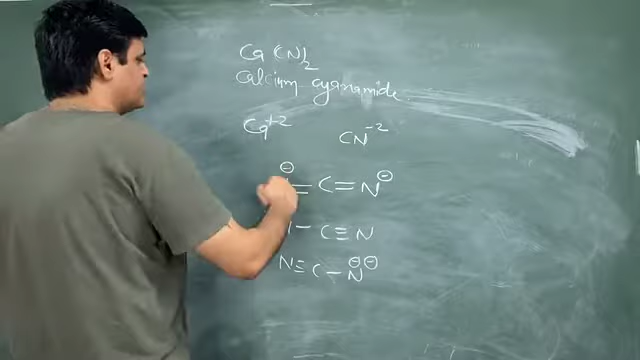 Ca (CN)2
Calcium cyanamide
Ca+2 CN-2
⊖ = C = N⊖
- C ≡ N
N ≡ C - N⊖⊖